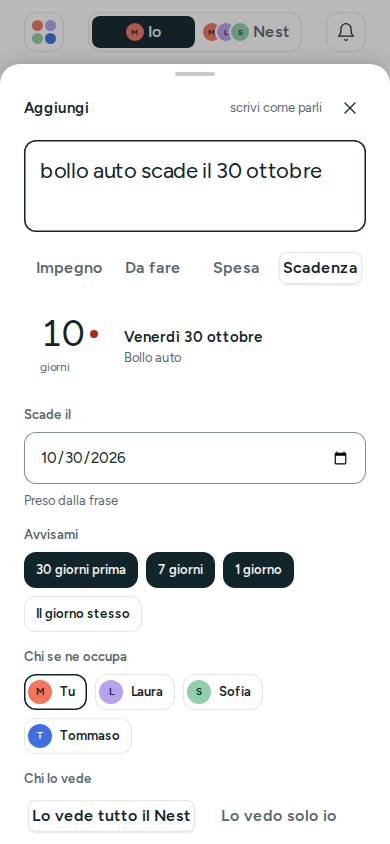 M Io
M L S Nest
Aggiungi
scrivi come parli
bollo auto scade il 30 ottobre
Impegno
Da fare
Spesa
Scadenza
10
giorni
Venerdì 30 ottobre
Bollo auto
Scade il
10/30/2026
Preso dalla frase
Avvisami
30 giorni prima
7 giorni
1 giorno
Il giorno stesso
Chi se ne occupa
M Tu
L Laura
S Sofia
T Tommaso
Chi lo vede
Lo vede tutto il Nest
Lo vedo solo io